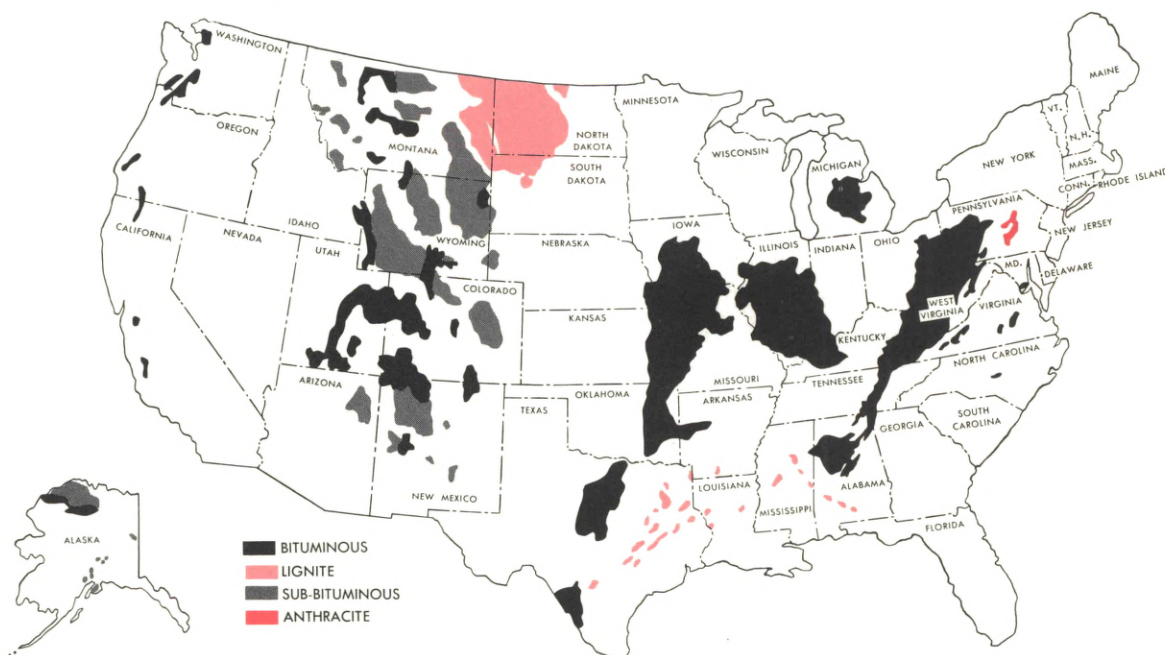 WASHINGTON
OREGON
CALIFORNIA
NEVADA
IDAHO
UTAH
ARIZONA
MONTANA
WYOMING
COLORADO
NEW MEXICO
NORTH
DAKOTA
SOUTH
DAKOTA
NEBRASKA
KANSAS
OKLAHOMA
TEXAS
MINNESOTA
WISCONSIN
IOWA
MISSOURI
ARKANSAS
LOUISIANA
MICHIGAN
ILLINOIS
INDIANA
OHIO
KENTUCKY
TENNESSEE
MISSISSIPPI
ALABAMA
GEORGIA
FLORIDA
SOUTH
CAROLINA
NORTH CAROLINA
VIRGINIA
WEST
VIRGINIA
MD.
DELAWARE
PENNSYLVANIA
NEW JERSEY
NEW YORK
CONN.
RHODE ISLAND
MASS.
VT.
N.H.
MAINE
ALASKA
BITUMINOUS
LIGNITE
SUB-BITUMINOUS
ANTHRACITE